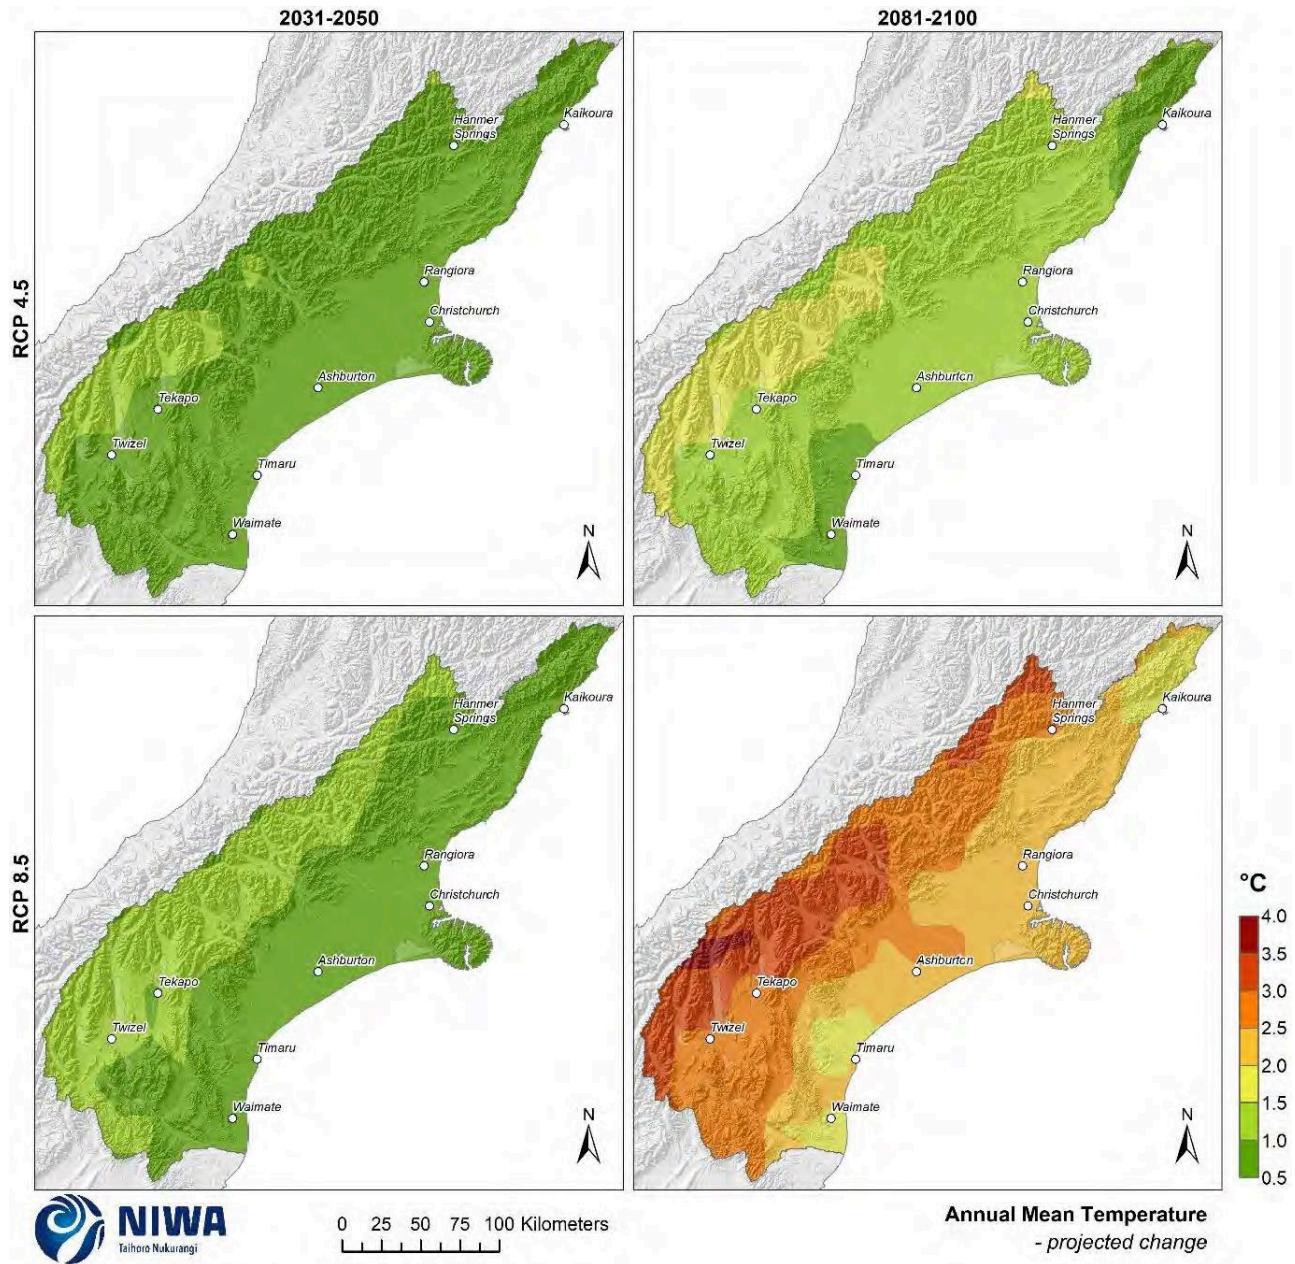 2031-2050
2081-2100
RCP 4.5
Kaikoura
Hanmer
Springs
Rangiora
Christchurch
Ashburton
Tekapo
Twizel
Timaru
Waimate
N
Kaikoura
Hanmer
Springs
Rangiora
Christchurch
Ashburton
Tekapo
Twizel
Timaru
Waimate
N
RCP 8.5
Kaikoura
Hanmer
Springs
Rangiora
Christchurch
Ashburton
Tekapo
Twizel
Timaru
Waimate
N
Kaikoura
Hanmer
Springs
Rangiora
Christchurch
Ashburton
Tekapo
Twizel
Timaru
Waimate
N
°C
4.0
3.5
3.0
2.5
2.0
1.5
1.0
0.5
NIWA
Taihoro Nukurangi
0 25 50 75 100 Kilometers
Annual Mean Temperature
- projected change